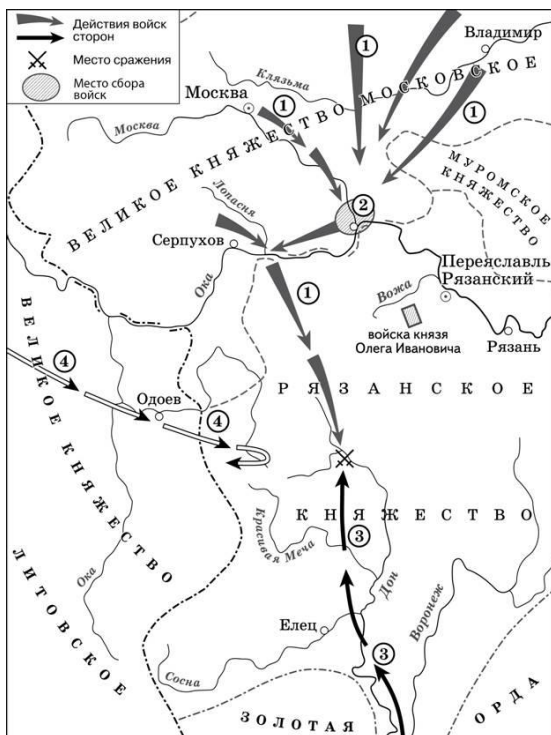 Действия войск
сторон
Место сражения
Место сбора
войск
Владимир
1
Клязьма
1
Москва
1
ВЕЛИКОЕ КНЯЖЕСТВО МОСКОВСКОЕ
Москва
МУРОМСКОЕ
КНЯЖЕСТВО
Лопасня
2
Серпухов
Ока
Переяславль
Рязанский
1
Вожа
войска князя
Олега Ивановича
Рязань
4
ВЕЛИКОЕ КНЯЖЕСТВО
ЛИТОВСКОЕ
Одоев
4
РЯЗАНСКОЕ
КНЯЖЕСТВО
Красивая Меча
3
Ока
Дон
Воронеж
Елец
3
Сосна
ЗОЛОТАЯ
ОРДА